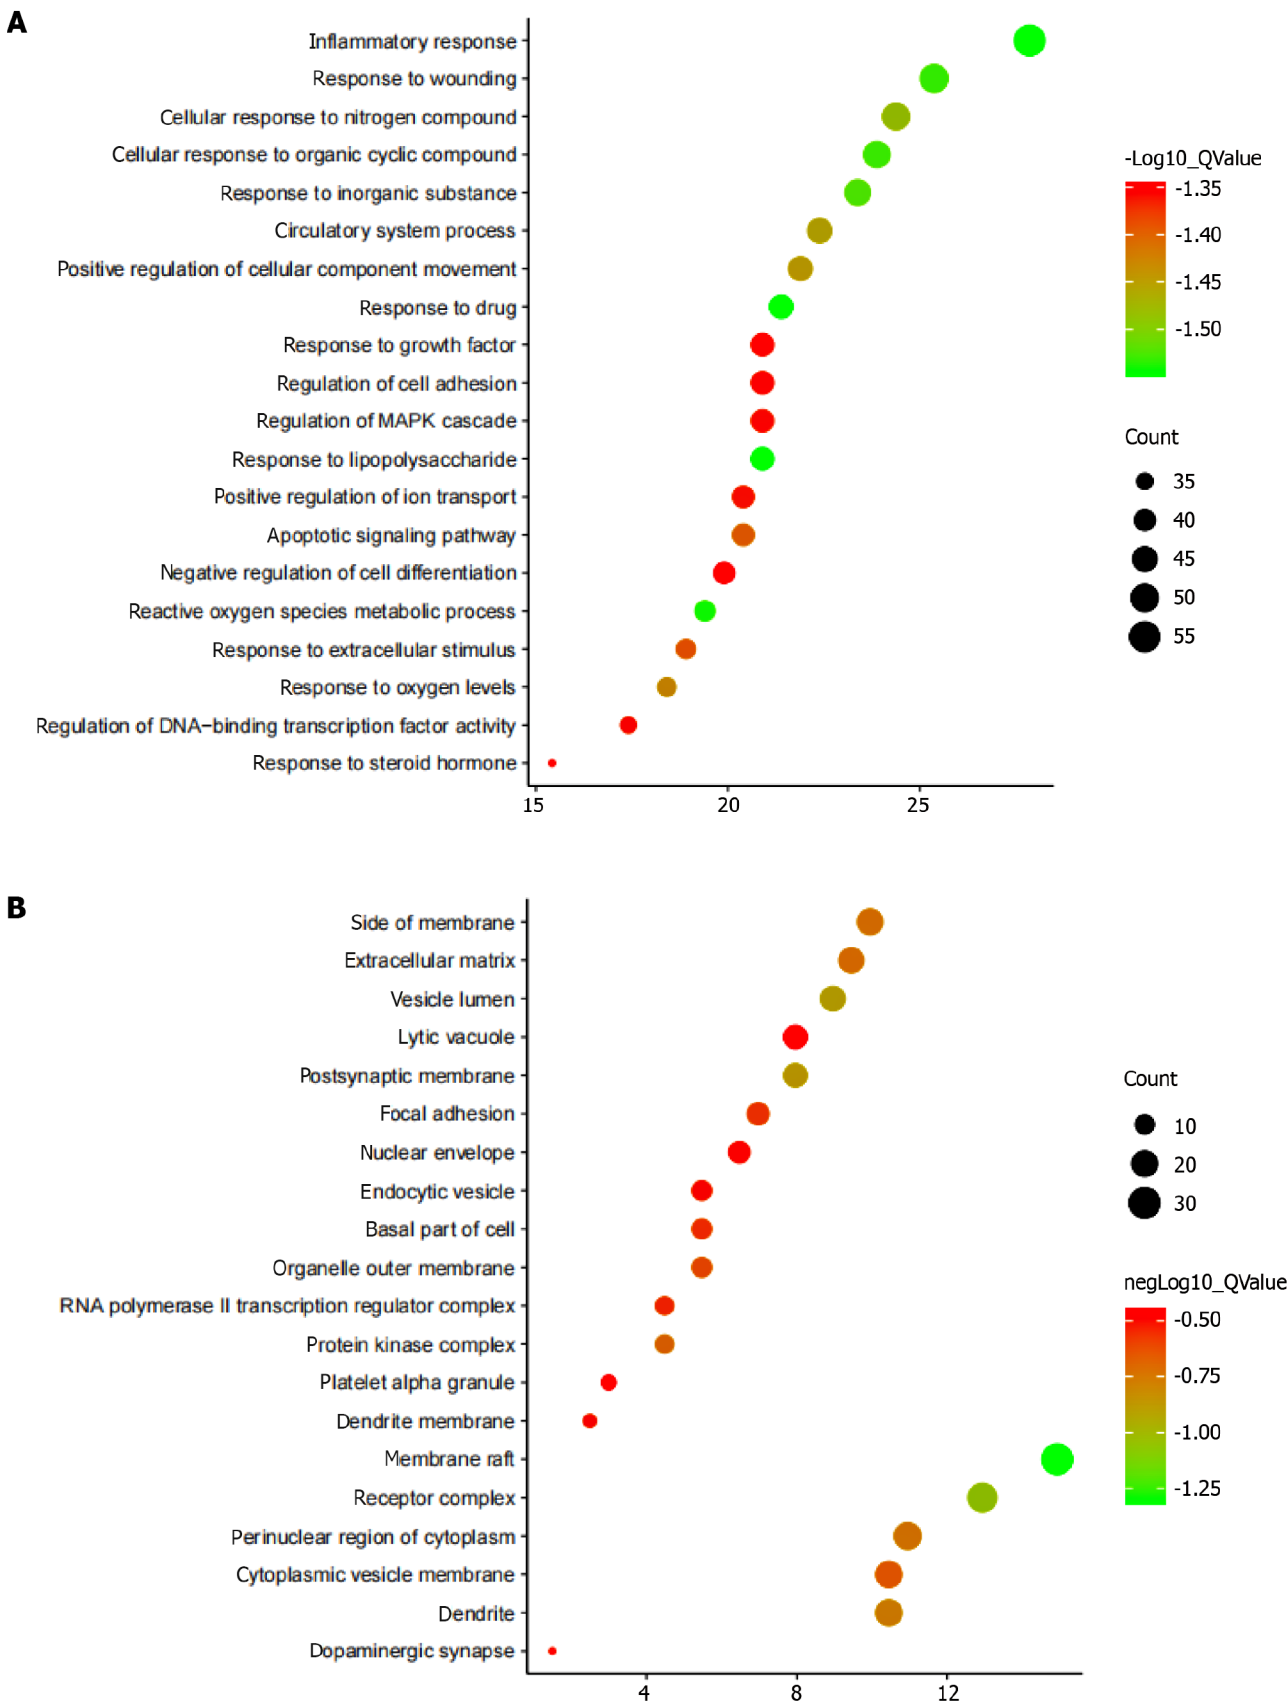 A
Inflammatory response
Response to wounding
Cellular response to nitrogen compound
Cellular response to organic cyclic compound
Response to inorganic substance
Circulatory system process
Positive regulation of cellular component movement
Response to drug
Response to growth factor
Regulation of cell adhesion
Regulation of MAPK cascade
Response to lipopolysaccharide
Positive regulation of ion transport
Apoptotic signaling pathway
Negative regulation of cell differentiation
Reactive oxygen species metabolic process
Response to extracellular stimulus
Response to oxygen levels
Regulation of DNA−binding transcription factor activity
Response to steroid hormone
15 20 25
-Log10_QValue
-1.35
-1.40
-1.45
-1.50
Count
35
40
45
50
55
B
Side of membrane
Extracellular matrix
Vesicle lumen
Lytic vacuole
Postsynaptic membrane
Focal adhesion
Nuclear envelope
Endocytic vesicle
Basal part of cell
Organelle outer membrane
RNA polymerase II transcription regulator complex
Protein kinase complex
Platelet alpha granule
Dendrite membrane
Membrane raft
Receptor complex
Perinuclear region of cytoplasm
Cytoplasmic vesicle membrane
Dendrite
Dopaminergic synapse
4 8 12
Count
10
20
30
negLog10_QValue
-0.50
-0.75
-1.00
-1.25